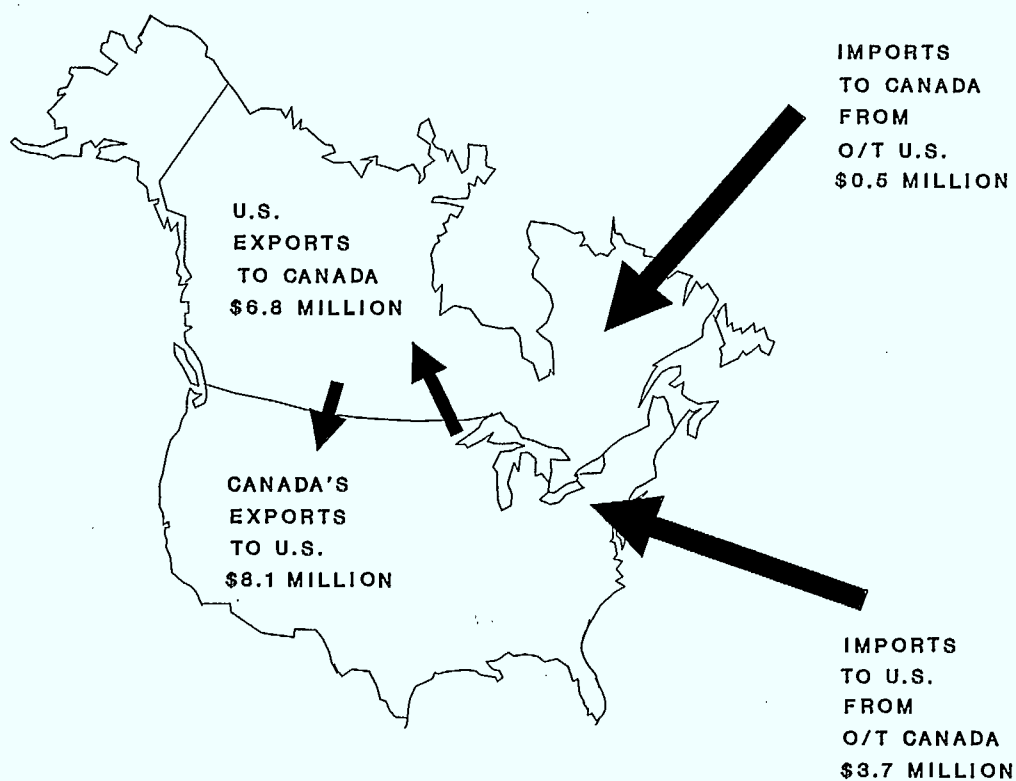 IMPORTS
TO CANADA
FROM
O/T U.S.
$0.5 MILLION
U.S.
EXPORTS
TO CANADA
$6.8 MILLION
CANADA'S
EXPORTS
TO U.S.
$8.1 MILLION
IMPORTS
TO U.S.
FROM
O/T CANADA
$3.7 MILLION